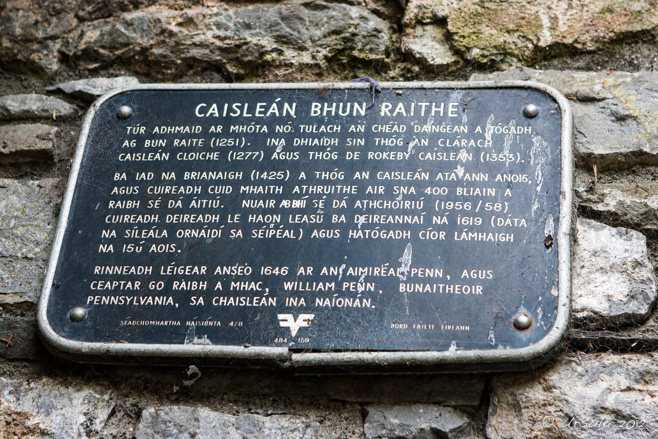 CAISLEÁN BHUN RAITHE
TÚR ADHMAID AR MHÓTA NÓ TULACH AN CHÉAD DAINGEAN A TÓGADH
AG BUN RAITE (1251). INA DHIAIDH SIN THÓG AN CLÁRACH
CAISLEÁN CLOICHE (1277) AGUS THÓG DE ROKEBY CAISLEÁN (1353).
BA IAD NA BRIANAIGH (1425) A THÓG AN CAISLEÁN ATÁ ANN ANOIS,
AGUS CUIREADH CUID MHAITH ATHRUITHE AIR SNA 400 BLIAIN A
RAIBH SÉ DÁ ÁITIÚ. NUAIR A BHÍ SÉ DÁ ATHCHÓIRIÚ (1956/58)
CUIREADH DEIREADH LE HAON LEASÚ BA DEIREANNAÍ NÁ 1619 (DÁTA
NA SÍLEÁLA ORNÁIDÍ SA SÉIPÉAL) AGUS HATÓGADH CÍOR LÁMHAIGH
NA 15Ú AOIS.
RINNEADH LÉIGEAR ANSEO 1646 AR AN AIMIRÉAL PENN, AGUS
CEAPTAR GO RAIBH A MHAC, WILLIAM PENN, BUNAITHEOIR
PENNSYLVANIA, SA CHAISLEÁN INA NAÍONÁN.
SÉADCHOMHARTHA NAISIÚNTA 478
BORD FÁILTE ÉIREANN
484 159